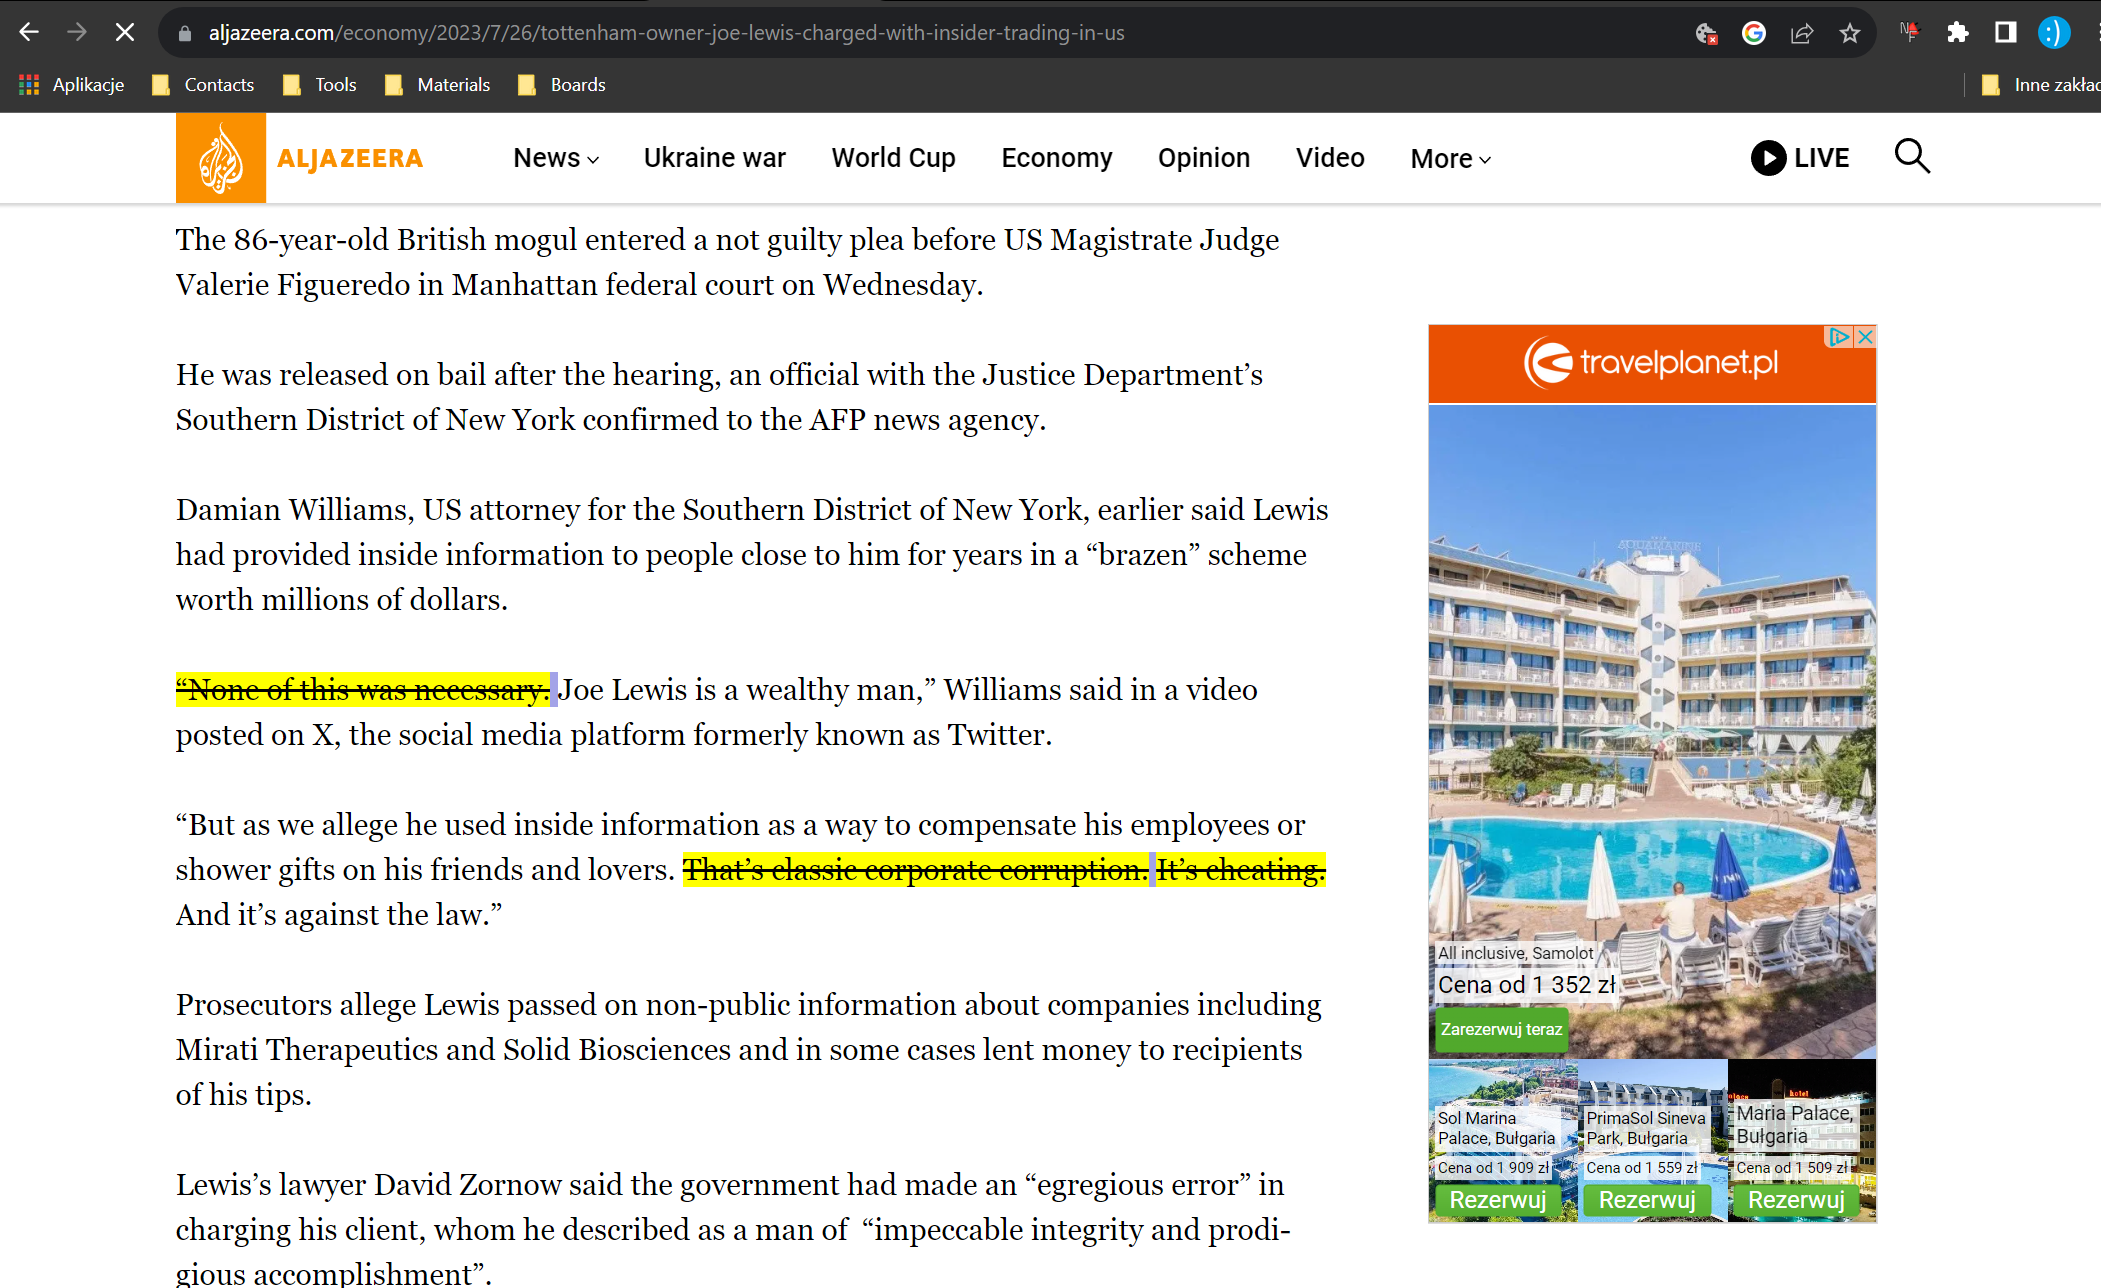 aljazeera.com/economy/2023/7/26/tottenham-owner-joe-lewis-charged-with-insider-trading-in-us
Aplikacje
Contacts
Tools
Materials
Boards
Inne zakład
ALJAZEERA
News
Ukraine war
World Cup
Economy
Opinion
Video
More
LIVE
The 86-year-old British mogul entered a not guilty plea before US Magistrate Judge
Valerie Figueredo in Manhattan federal court on Wednesday.
He was released on bail after the hearing, an official with the Justice Department’s
Southern District of New York confirmed to the AFP news agency.
Damian Williams, US attorney for the Southern District of New York, earlier said Lewis
had provided inside information to people close to him for years in a “brazen” scheme
worth millions of dollars.
“None of this was necessary. Joe Lewis is a wealthy man,” Williams said in a video
posted on X, the social media platform formerly known as Twitter.
“But as we allege he used inside information as a way to compensate his employees or
shower gifts on his friends and lovers. That’s classic corporate corruption. It’s cheating.
And it’s against the law.”
Prosecutors allege Lewis passed on non-public information about companies including
Mirati Therapeutics and Solid Biosciences and in some cases lent money to recipients
of his tips.
Lewis’s lawyer David Zornow said the government had made an “egregious error” in
charging his client, whom he described as a man of “impeccable integrity and prodi-
gious accomplishment”.
travelplanet.pl
All inclusive, Samolot
Cena od 1 352 zł
Zarezerwuj teraz
Sol Marina
Palace, Bułgaria
Cena od 1 909 zł
Rezerwuj
PrimaSol Sineva
Park, Bułgaria
Cena od 1 559 zł
Rezerwuj
Maria Palace,
Bułgaria
Cena od 1 509 zł
Rezerwuj